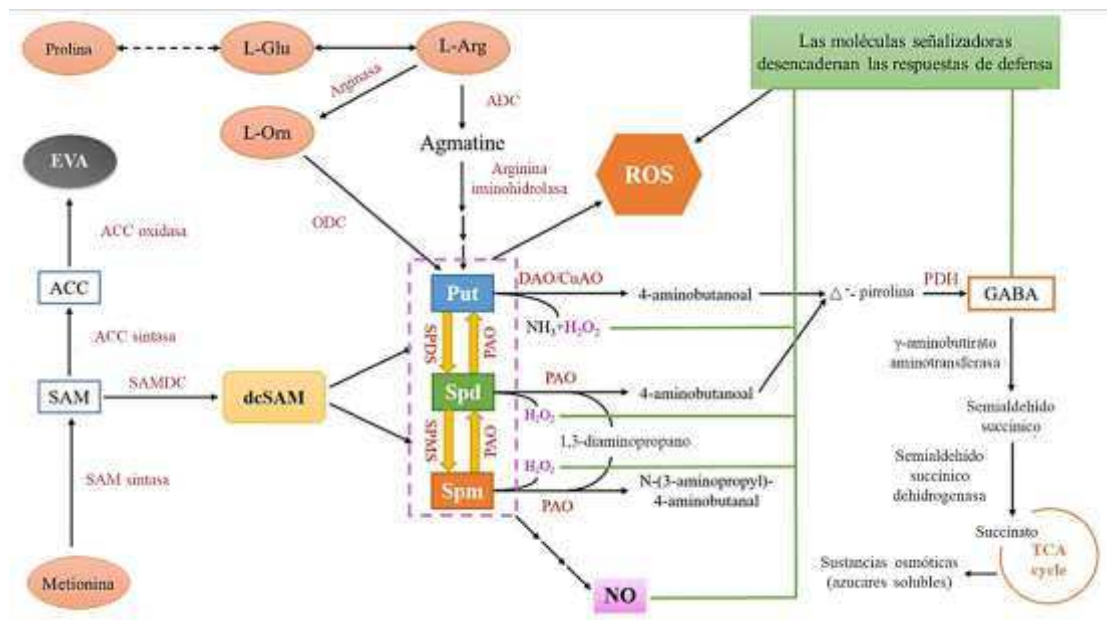 Prolina
L-Glu
L-Arg
Las moléculas señalizadoras
desencadenan las respuestas de defensa
Arginasa
ADC
L-Orn
Agmatine
EVA
Arginina
iminohidrolasa
ROS
ACC oxidasa
ODC
ACC
Put
DAO/CuAO
4-aminobutanoal
pirrolina
PDH
GABA
NH₃+H₂O₂
SPDS
PAO
ACC sintasa
γ-aminobutirato
aminotransferasa
SAM
SAMDC
dcSAM
Spd
PAO
4-aminobutanoal
H₂O₂
Semialdehído
succínico
SPMS
PAO
1,3-diaminopropano
H₂O₂
Semialdehído
succínico
dehidrogenasa
SAM sintasa
Spm
PAO
N-(3-aminopropyl)-
4-aminobutanal
Succinato
TCA
cycle
Sustancias osmóticas
(azucares solubles)
Metionina
NO